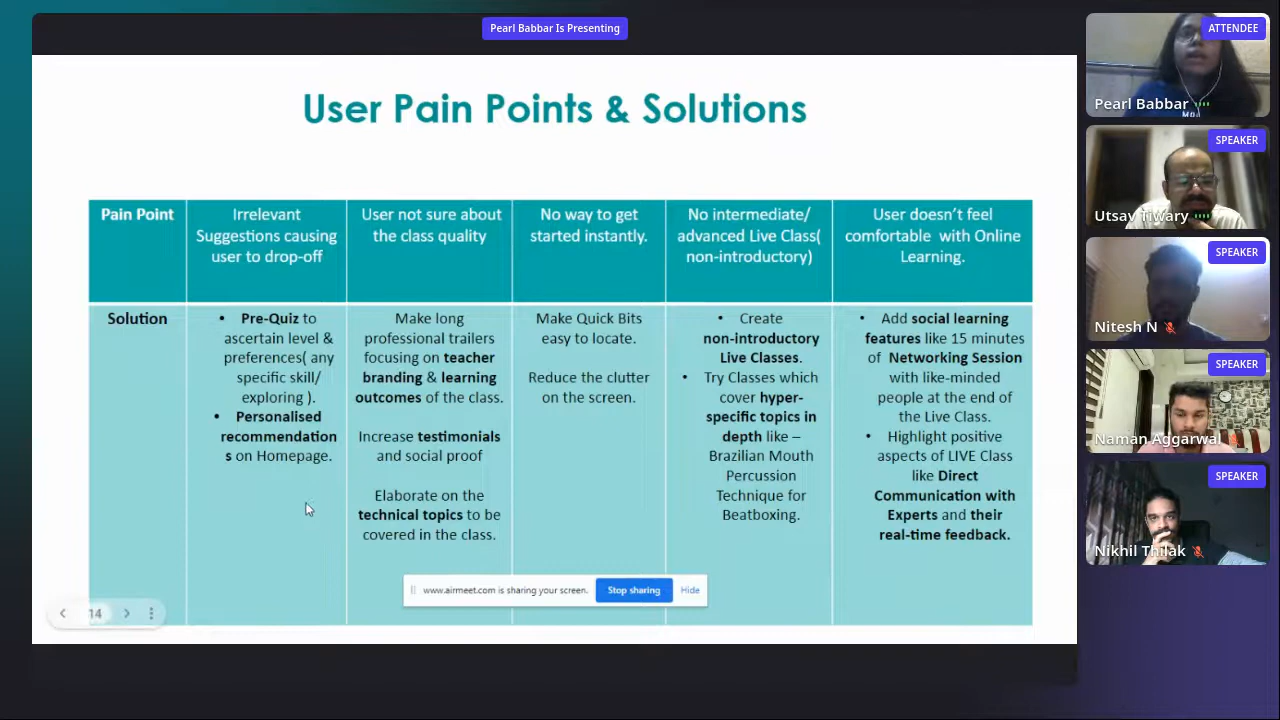 Pearl Babbar Is Presenting
User Pain Points & Solutions
Pain Point
Irrelevant
Suggestions causing
user to drop-off
User not sure about
the class quality
No way to get
started instantly.
No intermediate/
advanced Live Class(
non-introductory)
User doesn’t feel
comfortable with Online
Learning.
Solution
• Pre-Quiz to
ascertain level &
preferences( any
specific skill/
exploring ).
• Personalised
recommendation
s on Homepage.
Make long
professional trailers
focusing on teacher
branding & learning
outcomes of the class.
Increase testimonials
and social proof
Elaborate on the
technical topics to be
covered in the class.
Make Quick Bits
easy to locate.
Reduce the clutter
on the screen.
• Create
non-introductory
Live Classes.
• Try Classes which
cover hyper-
specific topics in
depth like –
Brazilian Mouth
Percussion
Technique for
Beatboxing.
• Add social learning
features like 15 minutes
of Networking Session
with like-minded
people at the end of
the Live Class.
• Highlight positive
aspects of LIVE Class
like Direct
Communication with
Experts and their
real-time feedback.
www.airmeet.com is sharing your screen.
Stop sharing
Hide
14
ATTENDEE
Pearl Babbar
SPEAKER
Utsav Tiwary
SPEAKER
Nitesh N
SPEAKER
Naman Aggarwal
SPEAKER
Nikhil Thilak